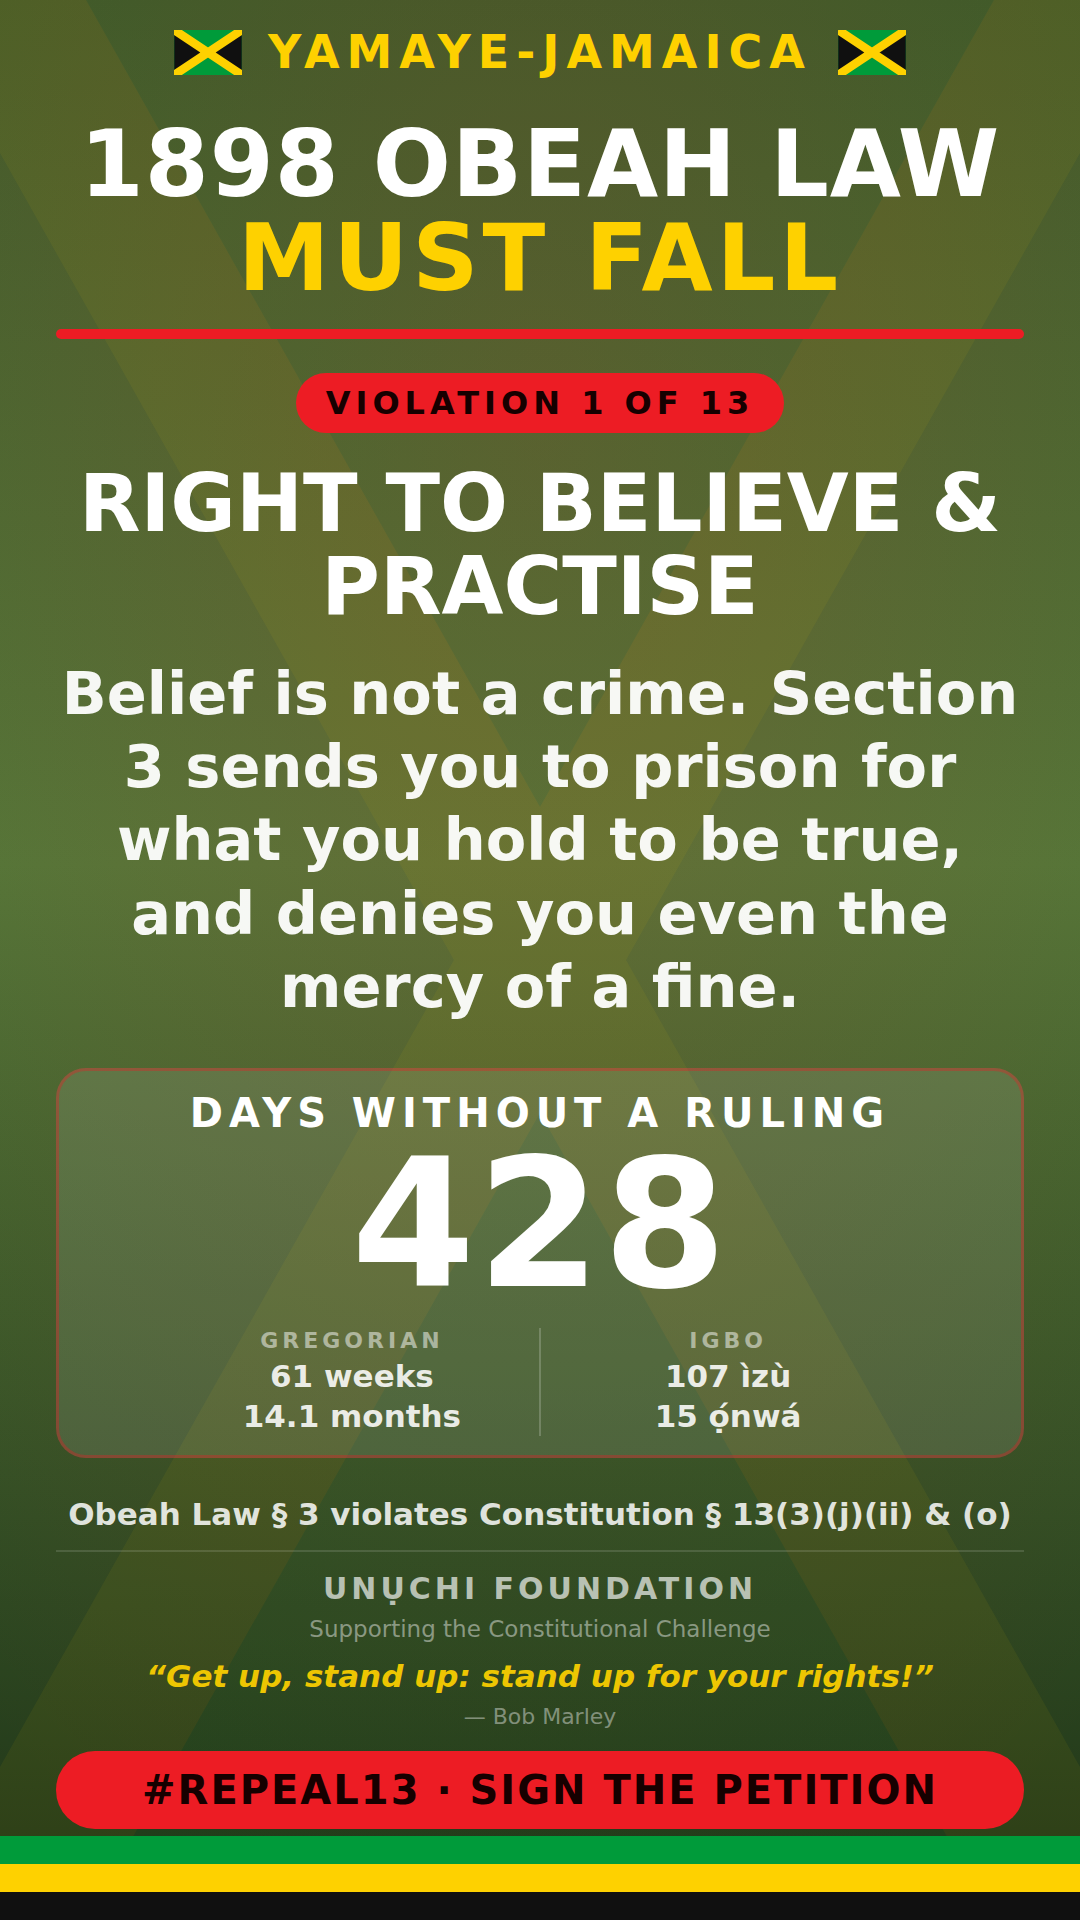 YAMAYE-JAMAICA
1898 OBEAH LAW
MUST FALL
VIOLATION 1 OF 13
RIGHT TO BELIEVE &
PRACTISE
Belief is not a crime. Section
3 sends you to prison for
what you hold to be true,
and denies you even the
mercy of a fine.
DAYS WITHOUT A RULING
428
GREGORIAN
61 weeks
14.1 months
IGBO
107 ìzù
15 ọ́nwá
Obeah Law § 3 violates Constitution § 13(3)(j)(ii) & (o)
UNỤCHI FOUNDATION
Supporting the Constitutional Challenge
“Get up, stand up: stand up for your rights!”
— Bob Marley
#REPEAL13 · SIGN THE PETITION